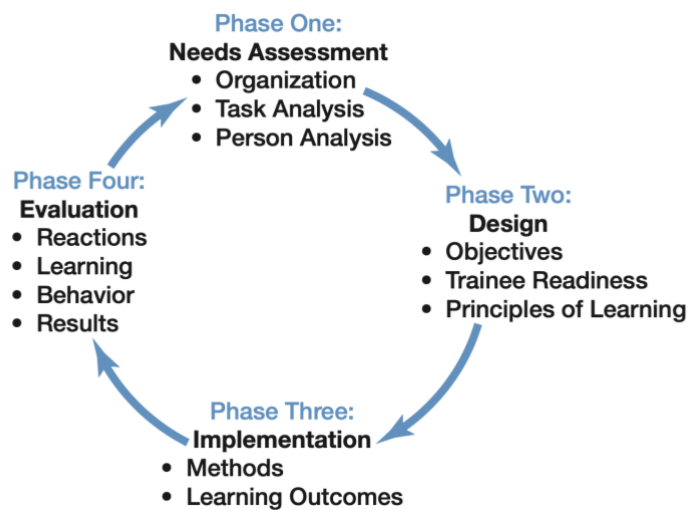 Phase One:
Needs Assessment
• Organization
• Task Analysis
• Person Analysis
Phase Two:
Design
• Objectives
• Trainee Readiness
• Principles of Learning
Phase Three:
Implementation
• Methods
• Learning Outcomes
Phase Four:
Evaluation
• Reactions
• Learning
• Behavior
• Results